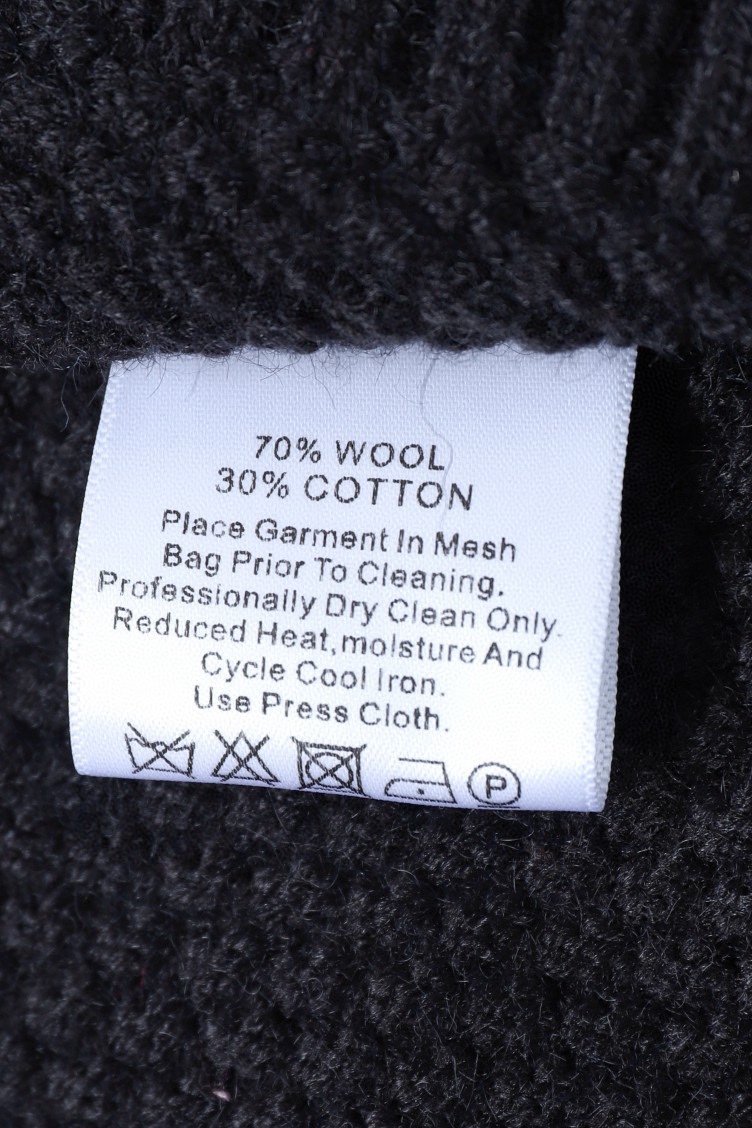 70% WOOL
30% COTTON
Place Garment In Mesh
Bag Prior To Cleaning.
Professionally Dry Clean Only.
Reduced Heat,moisture And
Cycle Cool Iron.
Use Press Cloth.
P